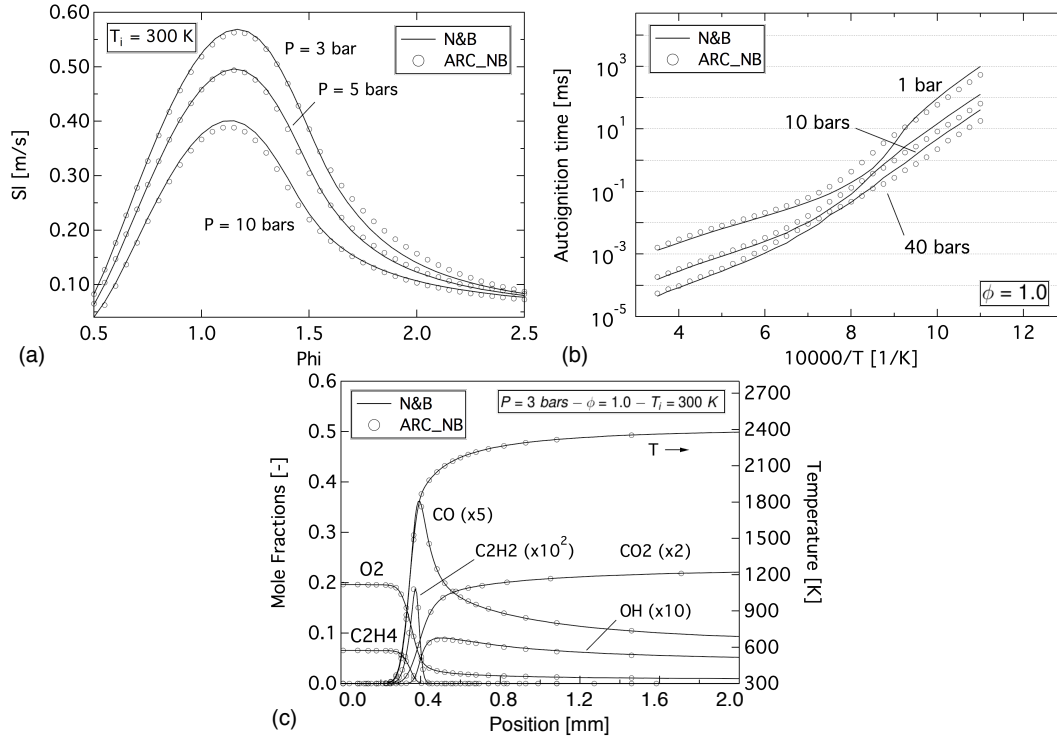 T_i = 300 K
N&B
ARC_NB
P = 3 bar
P = 5 bars
P = 10 bars
Sl [m/s]
0.60
0.50
0.40
0.30
0.20
0.10
0.5 1.0 1.5 2.0 2.5
Phi
(a)
N&B
ARC_NB
1 bar
10 bars
40 bars
ϕ = 1.0
Autoignition time [ms]
10^3
10^1
10^-1
10^-3
10^-5
4 6 8 10 12
10000/T [1/K]
(b)
N&B
ARC_NB
P = 3 bars − ϕ = 1.0 − T_i = 300 K
T
CO (x5)
C2H2 (x10^2)
CO2 (x2)
O2
OH (x10)
C2H4
Mole Fractions [-]
0.6
0.5
0.4
0.3
0.2
0.1
0.0
Temperature [K]
2700
2400
2100
1800
1500
1200
900
600
300
0.0 0.4 0.8 1.2 1.6 2.0
Position [mm]
(c)